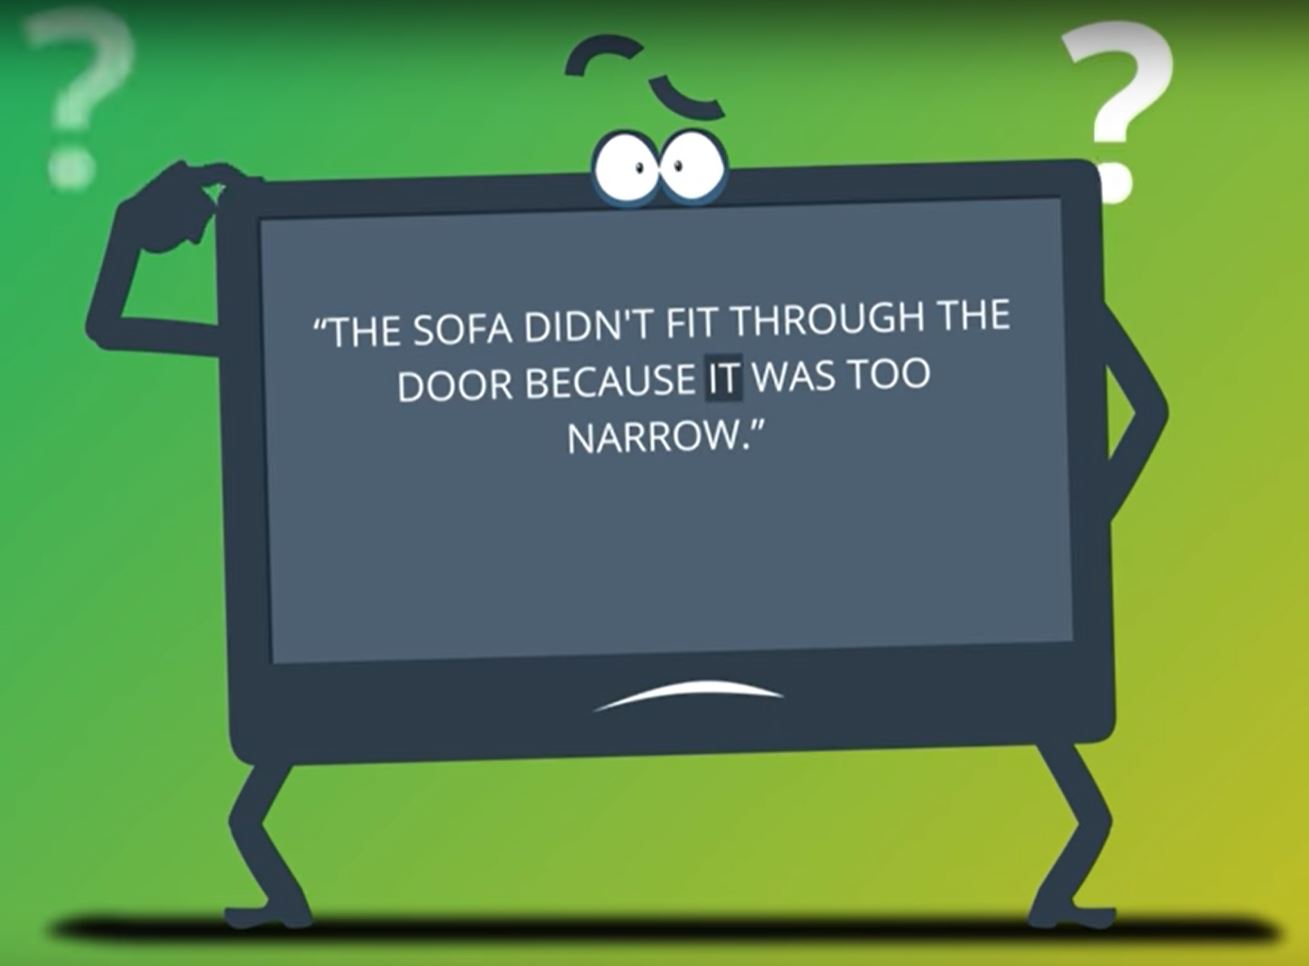 ?
?
“THE SOFA DIDN'T FIT THROUGH THE
DOOR BECAUSE IT WAS TOO
NARROW.”